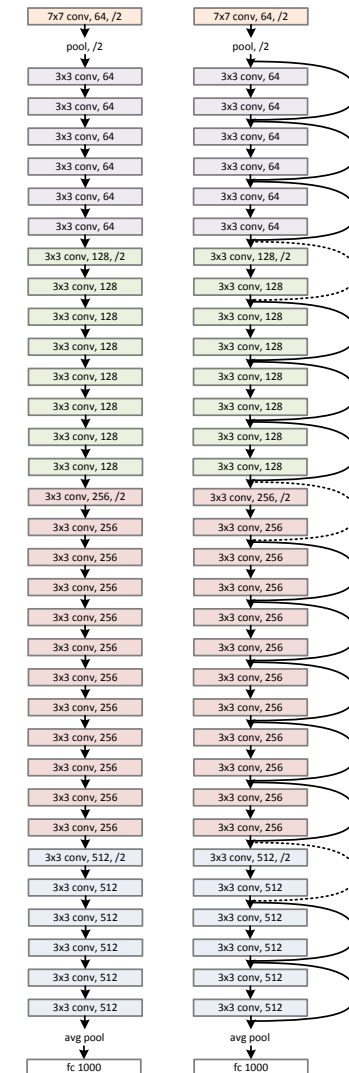 7x7 conv, 64, /2
pool, /2
3x3 conv, 64
3x3 conv, 64
3x3 conv, 64
3x3 conv, 64
3x3 conv, 64
3x3 conv, 64
3x3 conv, 128, /2
3x3 conv, 128
3x3 conv, 128
3x3 conv, 128
3x3 conv, 128
3x3 conv, 128
3x3 conv, 128
3x3 conv, 128
3x3 conv, 256, /2
3x3 conv, 256
3x3 conv, 256
3x3 conv, 256
3x3 conv, 256
3x3 conv, 256
3x3 conv, 256
3x3 conv, 256
3x3 conv, 256
3x3 conv, 256
3x3 conv, 256
3x3 conv, 256
3x3 conv, 512, /2
3x3 conv, 512
3x3 conv, 512
3x3 conv, 512
3x3 conv, 512
3x3 conv, 512
avg pool
fc 1000
7x7 conv, 64, /2
pool, /2
3x3 conv, 64
3x3 conv, 64
3x3 conv, 64
3x3 conv, 64
3x3 conv, 64
3x3 conv, 64
3x3 conv, 128, /2
3x3 conv, 128
3x3 conv, 128
3x3 conv, 128
3x3 conv, 128
3x3 conv, 128
3x3 conv, 128
3x3 conv, 128
3x3 conv, 256, /2
3x3 conv, 256
3x3 conv, 256
3x3 conv, 256
3x3 conv, 256
3x3 conv, 256
3x3 conv, 256
3x3 conv, 256
3x3 conv, 256
3x3 conv, 256
3x3 conv, 256
3x3 conv, 256
3x3 conv, 512, /2
3x3 conv, 512
3x3 conv, 512
3x3 conv, 512
3x3 conv, 512
3x3 conv, 512
avg pool
fc 1000